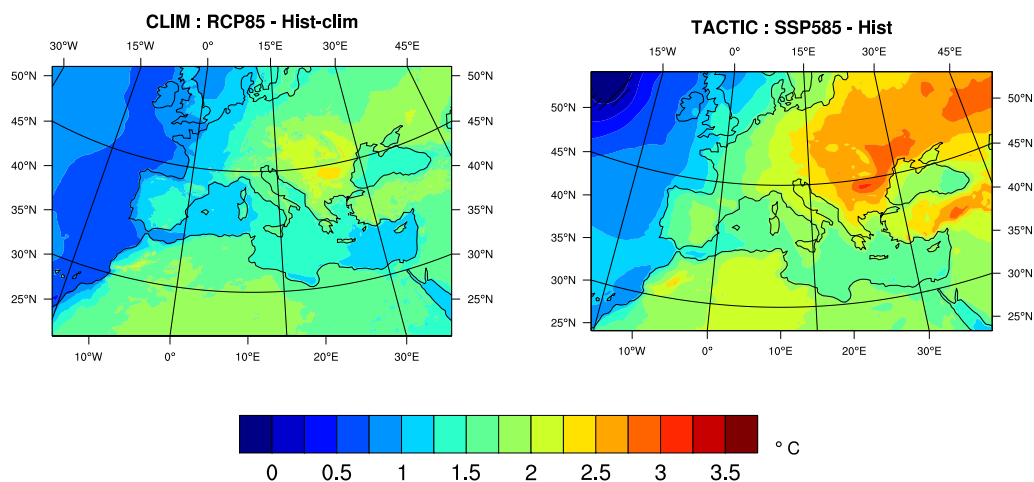 CLIM : RCP85 - Hist-clim
TACTIC : SSP585 - Hist
30°W 15°W 0° 15°E 30°E 45°E
15°W 0° 15°E 30°E 45°E
50°N 50°N
45°N 45°N
40°N 40°N
35°N 35°N
30°N 30°N
25°N 25°N
10°W 0° 10°E 20°E 30°E
50°N 50°N
45°N 45°N
40°N 40°N
35°N 35°N
30°N 30°N
25°N 25°N
10°W 0° 10°E 20°E 30°E
0 0.5 1 1.5 2 2.5 3 3.5
° C